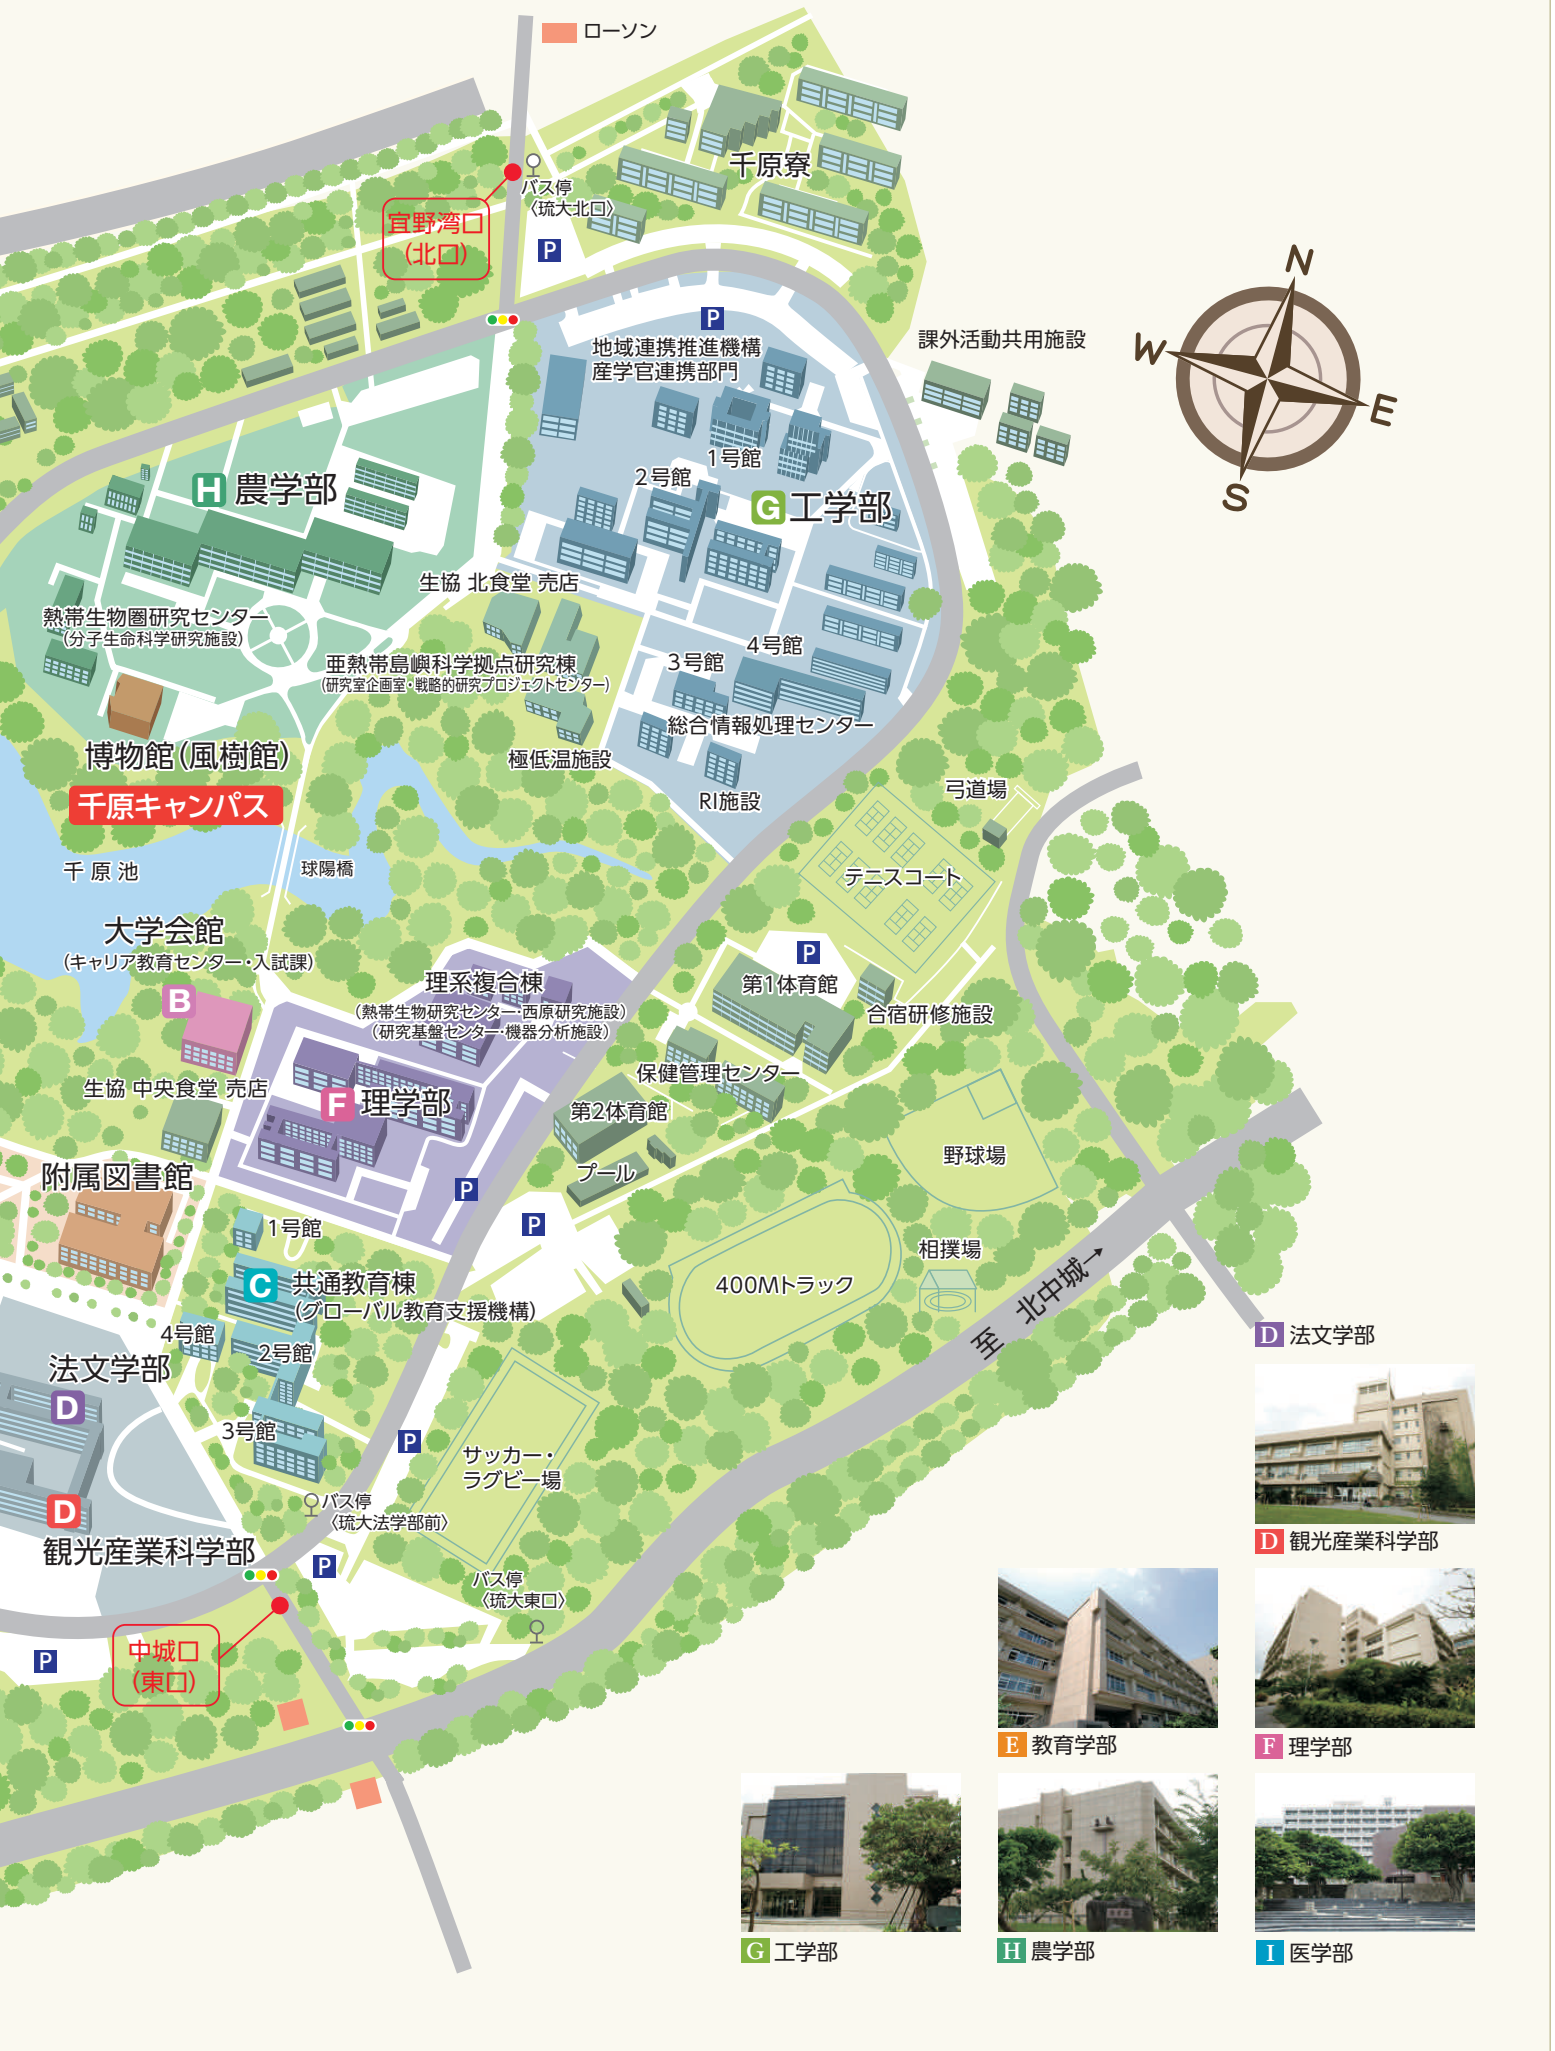 ローソン
千原寮
バス停
〈琉大北口〉
宜野湾口
(北口)
P
P
地域連携推進機構
産学官連携部門
課外活動共用施設
N
W
E
S
1号館
2号館
H 農学部
G 工学部
生協 北食堂 売店
熱帯生物圏研究センター
(分子生命科学研究施設)
亜熱帯島嶼科学拠点研究棟
(研究室企画室・戦略的研究プロジェクトセンター)
4号館
3号館
総合情報処理センター
博物館(風樹館)
極低温施設
RI施設
弓道場
千原キャンパス
千原池
球陽橋
テニスコート
大学会館
(キャリア教育センター・入試課)
B
P
理系複合棟
(熱帯生物研究センター・西原研究施設)
(研究基盤センター・機器分析施設)
第1体育館
合宿研修施設
生協 中央食堂 売店
保健管理センター
F 理学部
第2体育館
野球場
プール
附属図書館
P
P
1号館
相撲場
C 共通教育棟
(グローバル教育支援機構)
400Mトラック
至 北中城→
4号館
2号館
法文学部
D
3号館
P
サッカー・
ラグビー場
D
観光産業科学部
バス停
〈琉大法学部前〉
P
バス停
〈琉大東口〉
中城口
(東口)
P
D 法文学部
D 観光産業科学部
E 教育学部
F 理学部
G 工学部
H 農学部
I 医学部